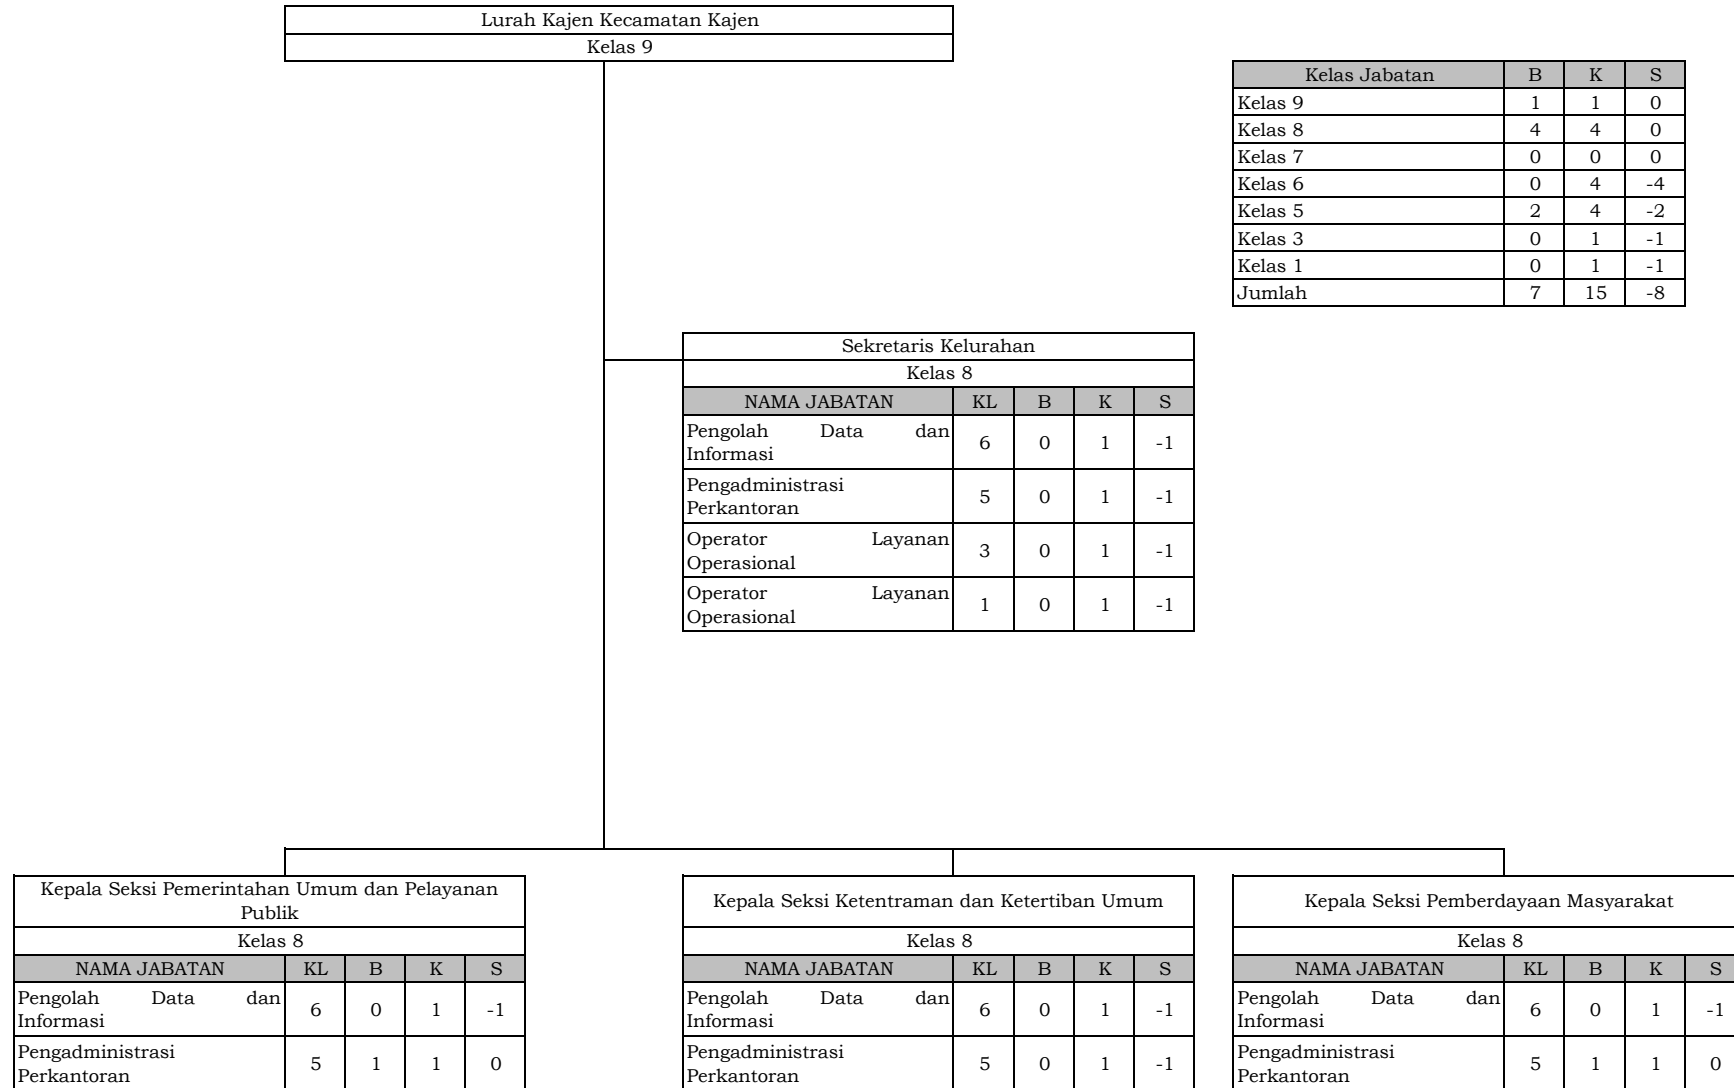 Lurah Kajen Kecamatan Kajen
Kelas 9
Kelas Jabatan B K S
Kelas 9 1 1 0
Kelas 8 4 4 0
Kelas 7 0 0 0
Kelas 6 0 4 -4
Kelas 5 2 4 -2
Kelas 3 0 1 -1
Kelas 1 0 1 -1
Jumlah 7 15 -8
Sekretaris Kelurahan
Kelas 8
NAMA JABATAN KL B K S
Pengolah Data dan
Informasi 6 0 1 -1
Pengadministrasi
Perkantoran 5 0 1 -1
Operator Layanan
Operasional 3 0 1 -1
Operator Layanan
Operasional 1 0 1 -1
Kepala Seksi Pemerintahan Umum dan Pelayanan
Publik
Kelas 8
NAMA JABATAN KL B K S
Pengolah Data dan
Informasi 6 0 1 -1
Pengadministrasi
Perkantoran 5 1 1 0
Kepala Seksi Ketentraman dan Ketertiban Umum
Kelas 8
NAMA JABATAN KL B K S
Pengolah Data dan
Informasi 6 0 1 -1
Pengadministrasi
Perkantoran 5 0 1 -1
Kepala Seksi Pemberdayaan Masyarakat
Kelas 8
NAMA JABATAN KL B K S
Pengolah Data dan
Informasi 6 0 1 -1
Pengadministrasi
Perkantoran 5 1 1 0